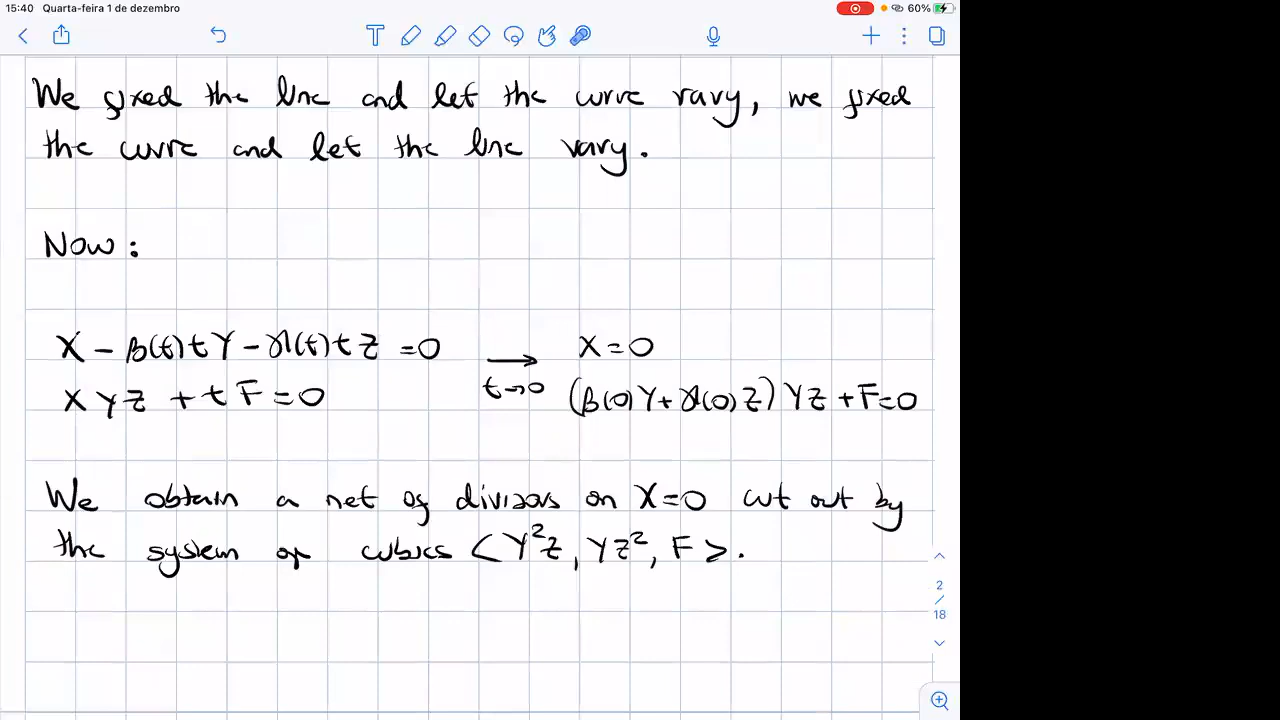 15:40 Quarta-feira 1 de dezembro 60%
We fixed the line and let the curve vary, we fixed
the curve and let the line vary.
Now:
X - β(t)tY - γ(t)tZ = 0 → X = 0
XYZ + tF = 0 t→0 (β(0)Y + γ(0)Z)YZ + F = 0
We obtain a net of divisors on X=0 cut out by
the system of cubics <Y²Z, YZ², F>.
2
/
18